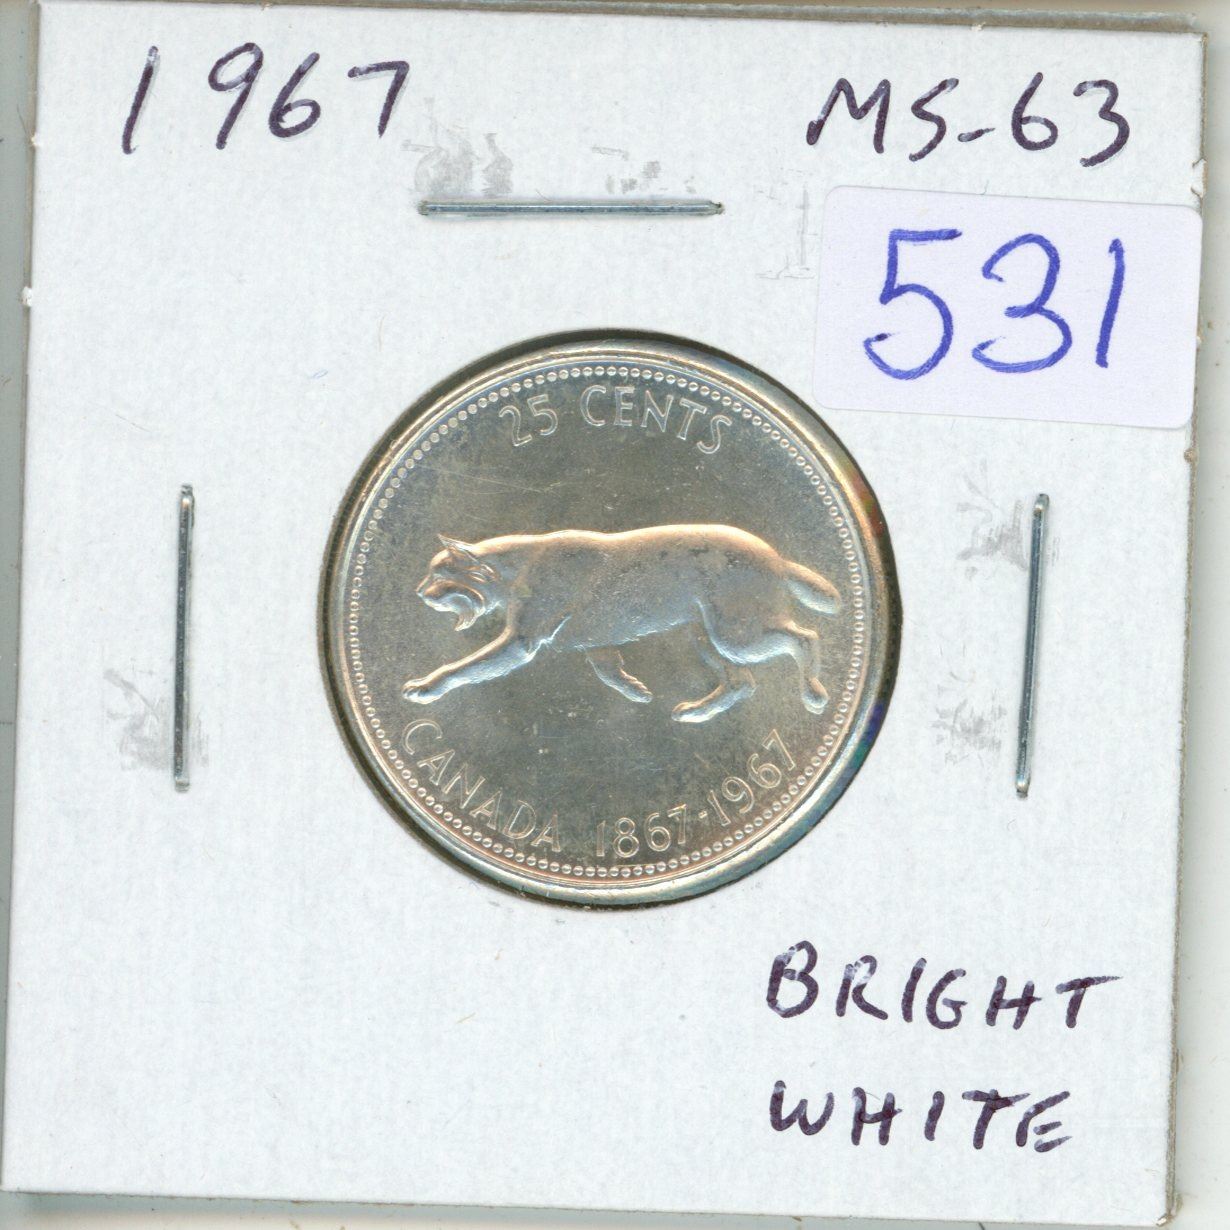 1967
MS-63
531
25 CENTS
CANADA 1867-1967
BRIGHT
WHITE